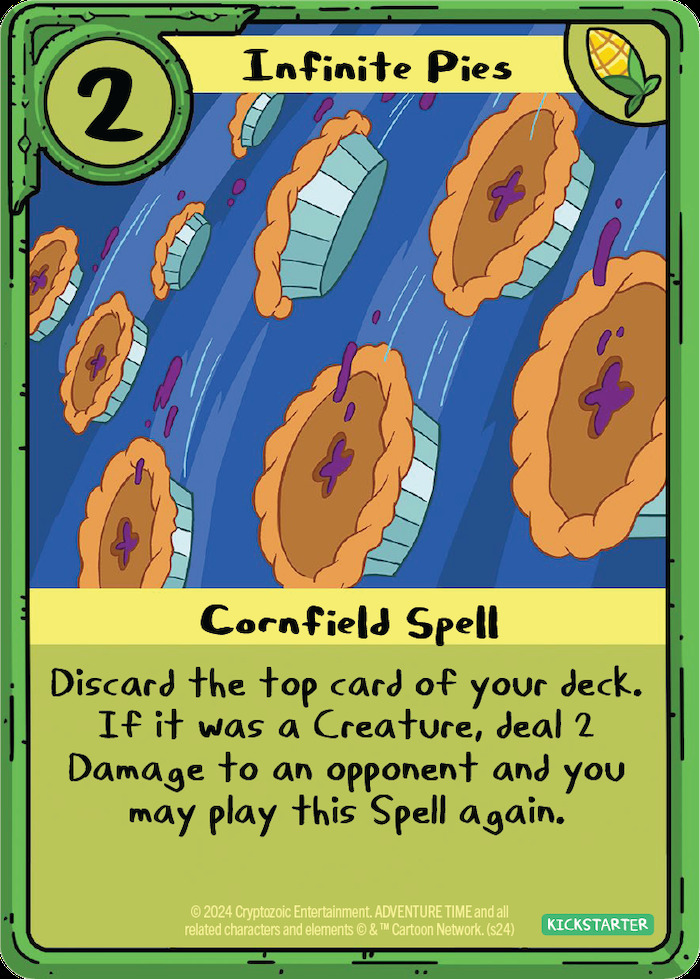 2
Infinite Pies
Cornfield Spell
Discard the top card of your deck.
If it was a Creature, deal 2
Damage to an opponent and you
may play this Spell again.
© 2024 Cryptozoic Entertainment. ADVENTURE TIME and all
related characters and elements © & ™ Cartoon Network. (s24)
KICKSTARTER